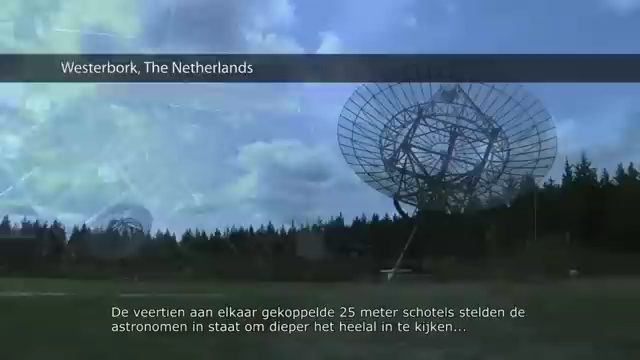 Westerbork, The Netherlands
De veertien aan elkaar gekoppelde 25 meter schotels stelden de
astronomen in staat om dieper het heelal in te kijken...